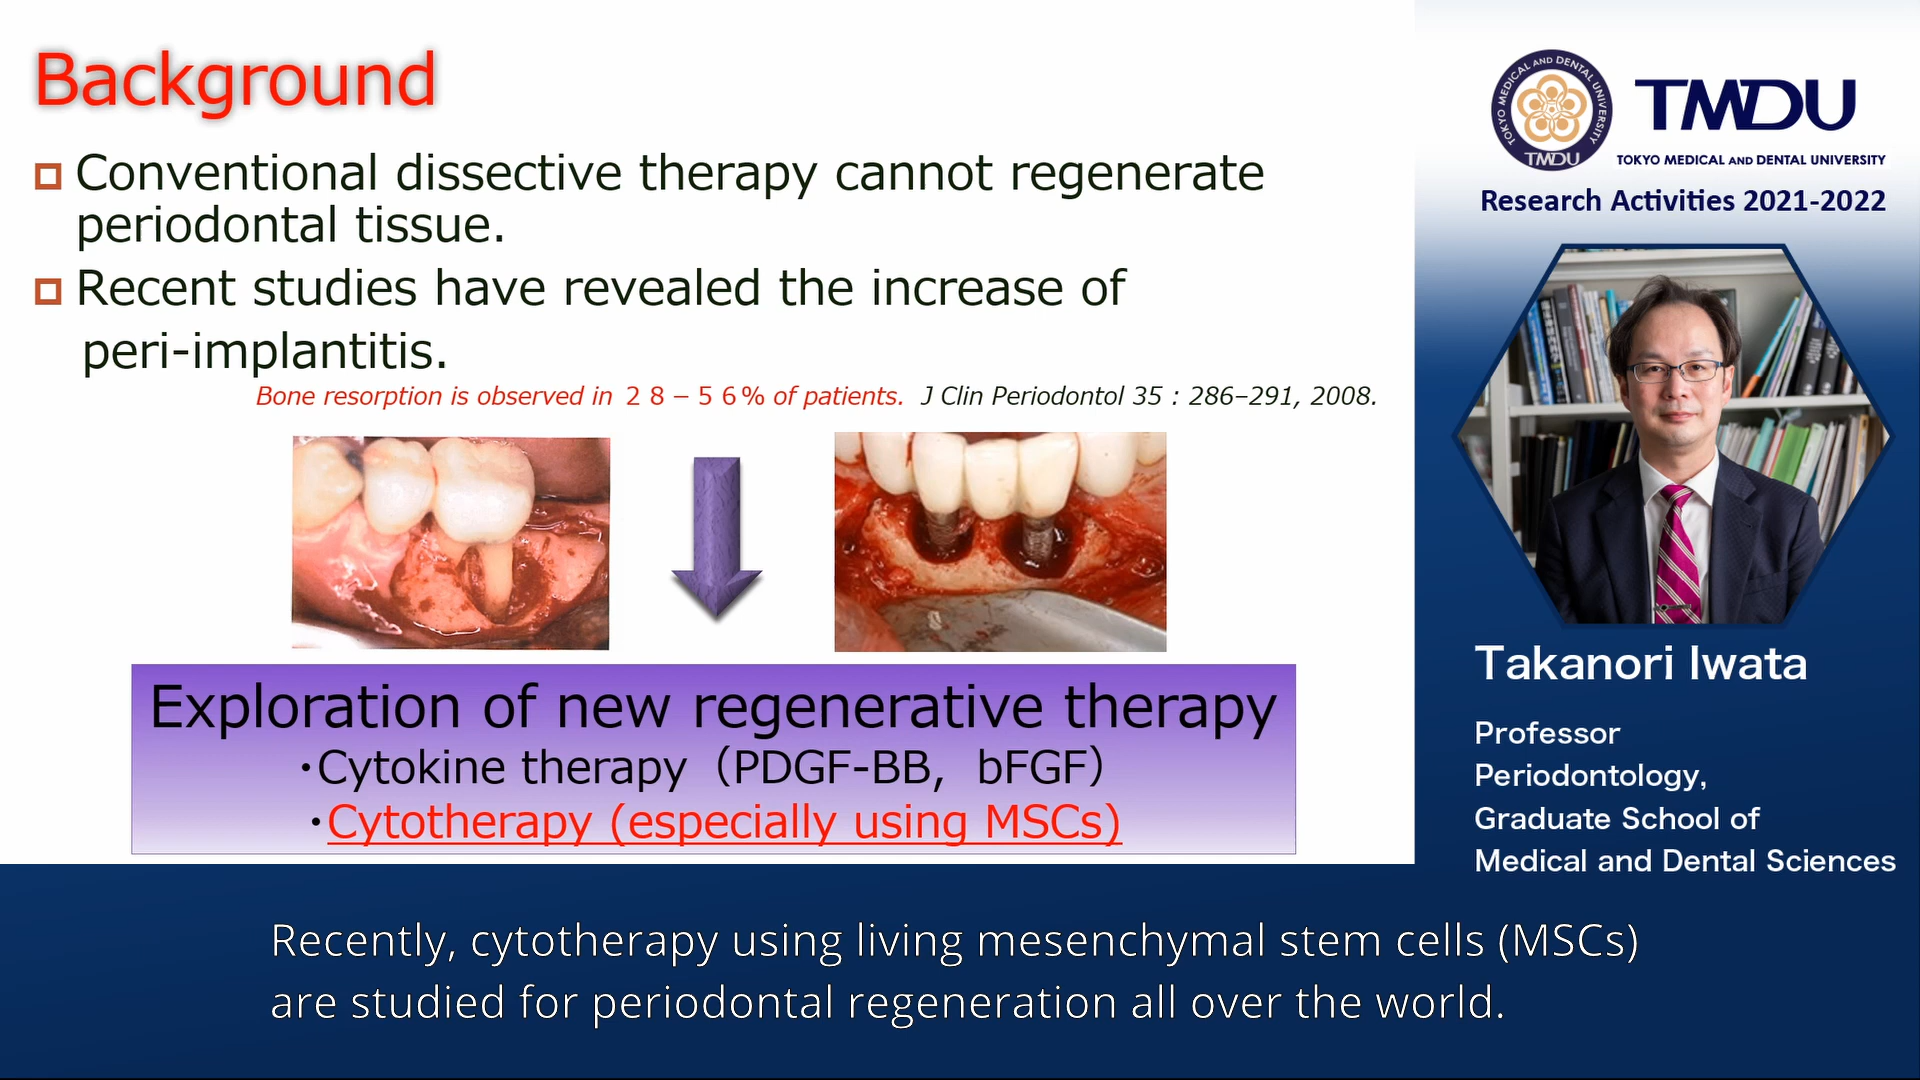 Background
Conventional dissective therapy cannot regenerate
periodontal tissue.
Recent studies have revealed the increase of
peri-implantitis.
Bone resorption is observed in ２８－５６% of patients. J Clin Periodontol 35 : 286–291, 2008.
Exploration of new regenerative therapy
・Cytokine therapy（PDGF-BB, bFGF）
・Cytotherapy (especially using MSCs)
TOKYO MEDICAL AND DENTAL UNIVERSITY
TMDU
TMDU
TOKYO MEDICAL AND DENTAL UNIVERSITY
Research Activities 2021-2022
Takanori Iwata
Professor
Periodontology,
Graduate School of
Medical and Dental Sciences
Recently, cytotherapy using living mesenchymal stem cells (MSCs)
are studied for periodontal regeneration all over the world.